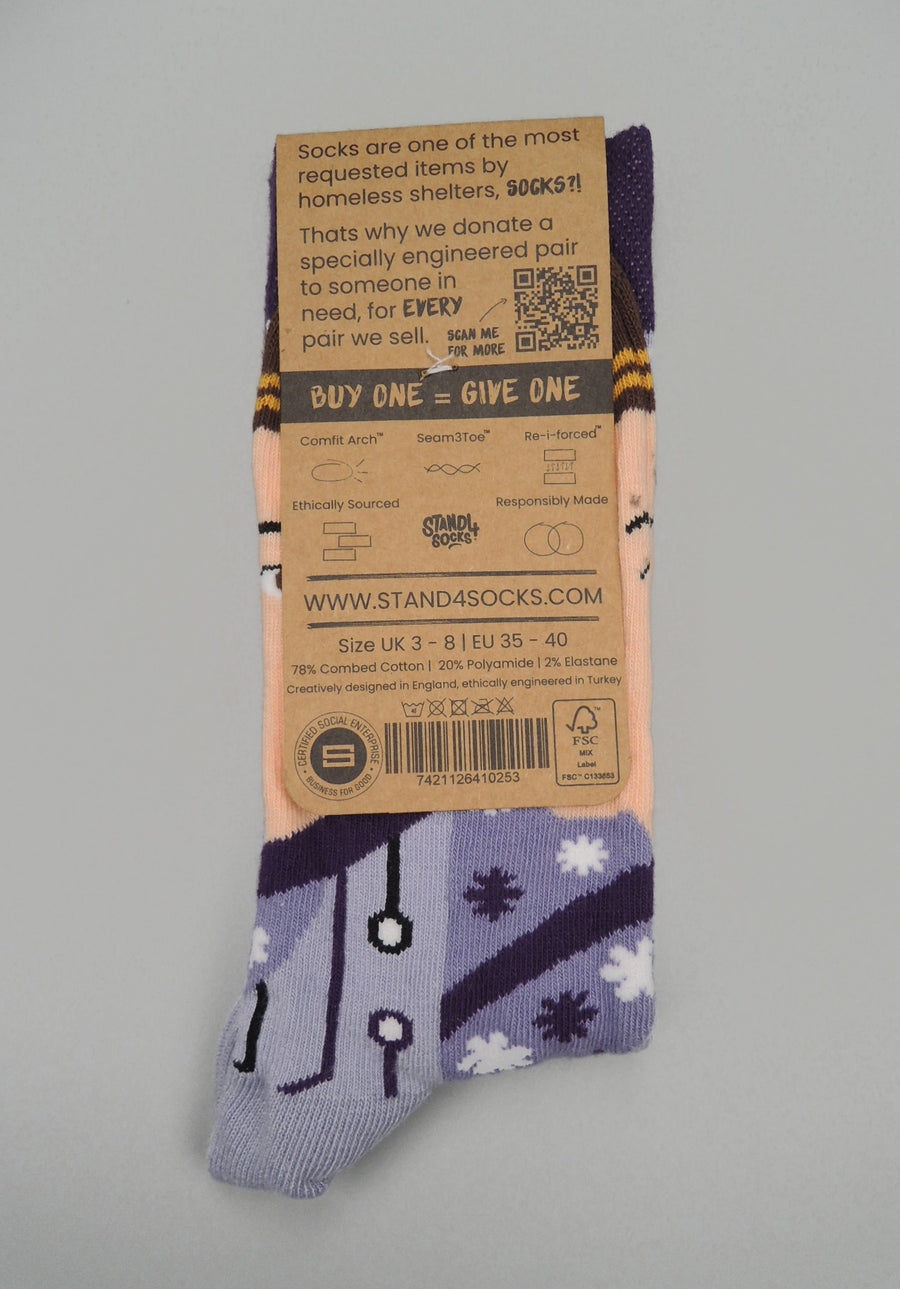 Socks are one of the most
requested items by
homeless shelters, SOCKS?!
Thats why we donate a
specially engineered pair
to someone in
need, for EVERY
pair we sell.
SCAN ME
FOR MORE
BUY ONE = GIVE ONE
Comfit Arch™ Seam3Toe™ Re-i-forced™
Ethically Sourced Responsibly Made
STAND4
SOCKS!
WWW.STAND4SOCKS.COM
Size UK 3 - 8 | EU 35 - 40
78% Combed Cotton | 20% Polyamide | 2% Elastane
Creatively designed in England, ethically engineered in Turkey
CERTIFIED SOCIAL ENTERPRISE
S
BUSINESS FOR GOOD
7421126410253
FSC
MIX
Label
FSC™ C133653